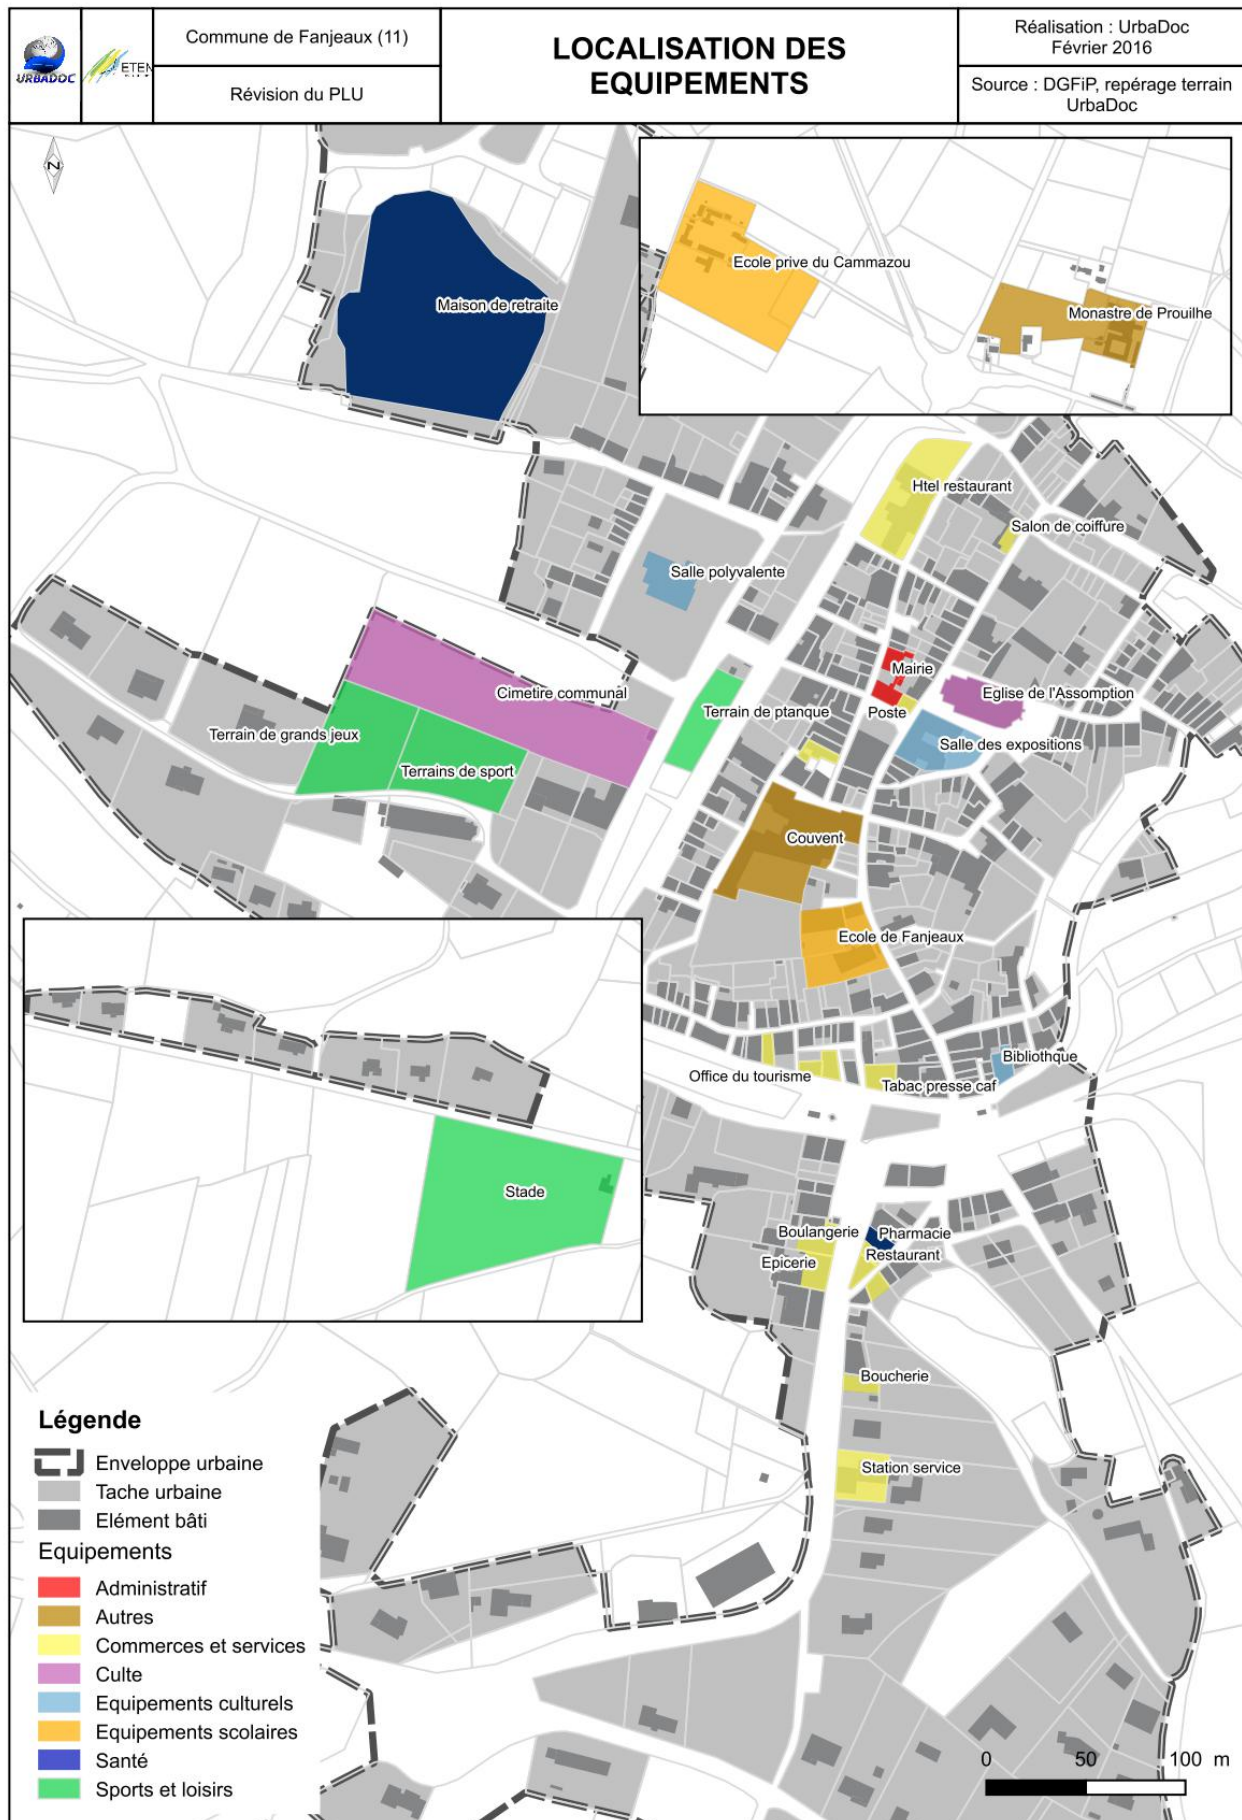 URBADOC
ETEN
Commune de Fanjeaux (11)
Révision du PLU
LOCALISATION DES
EQUIPEMENTS
Réalisation : UrbaDoc
Février 2016
Source : DGFiP, repérage terrain
UrbaDoc
N
Ecole prive du Cammazou
Maison de retraite
Monastre de Prouilhe
Htel restaurant
Salon de coiffure
Salle polyvalente
Mairie
Cimetire communal
Eglise de l'Assomption
Terrain de ptanque
Poste
Terrain de grands jeux
Salle des expositions
Terrains de sport
Couvent
Ecole de Fanjeaux
Bibliothque
Office du tourisme
Tabac presse caf
Stade
Boulangerie
Pharmacie
Restaurant
Epicerie
Boucherie
Station service
Légende
Enveloppe urbaine
Tache urbaine
Elément bâti
Equipements
Administratif
Autres
Commerces et services
Culte
Equipements culturels
Equipements scolaires
Santé
Sports et loisirs
0 50 100 m